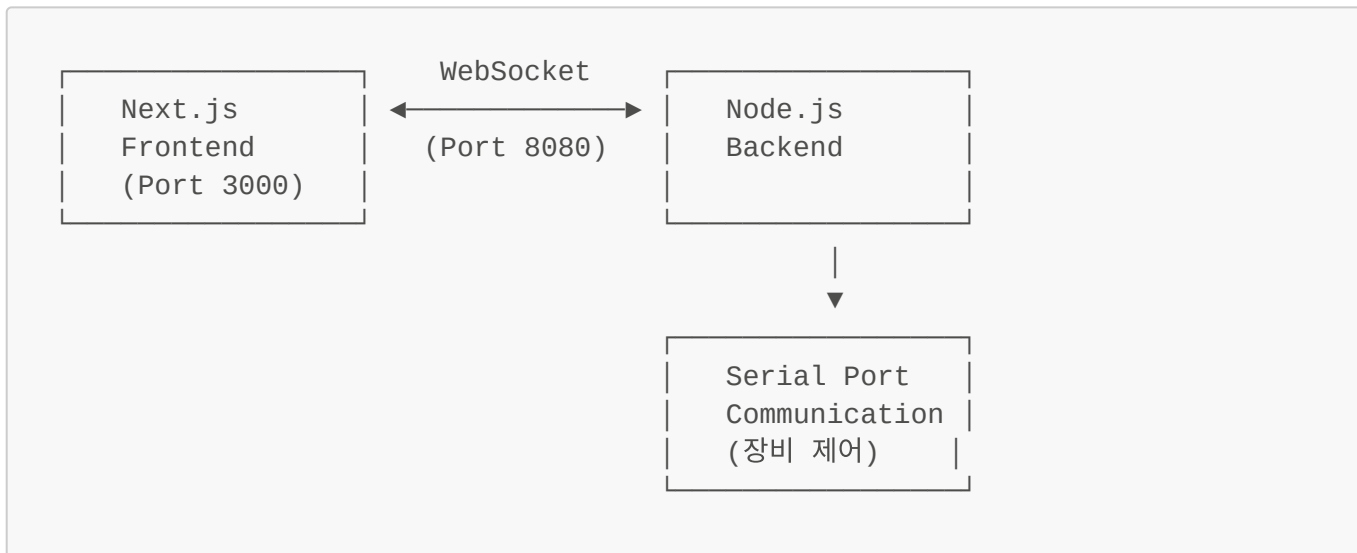 WebSocket
Next.js
Node.js
Frontend
(Port 8080)
Backend
(Port 3000)
Serial Port
Communication
(장비 제어)